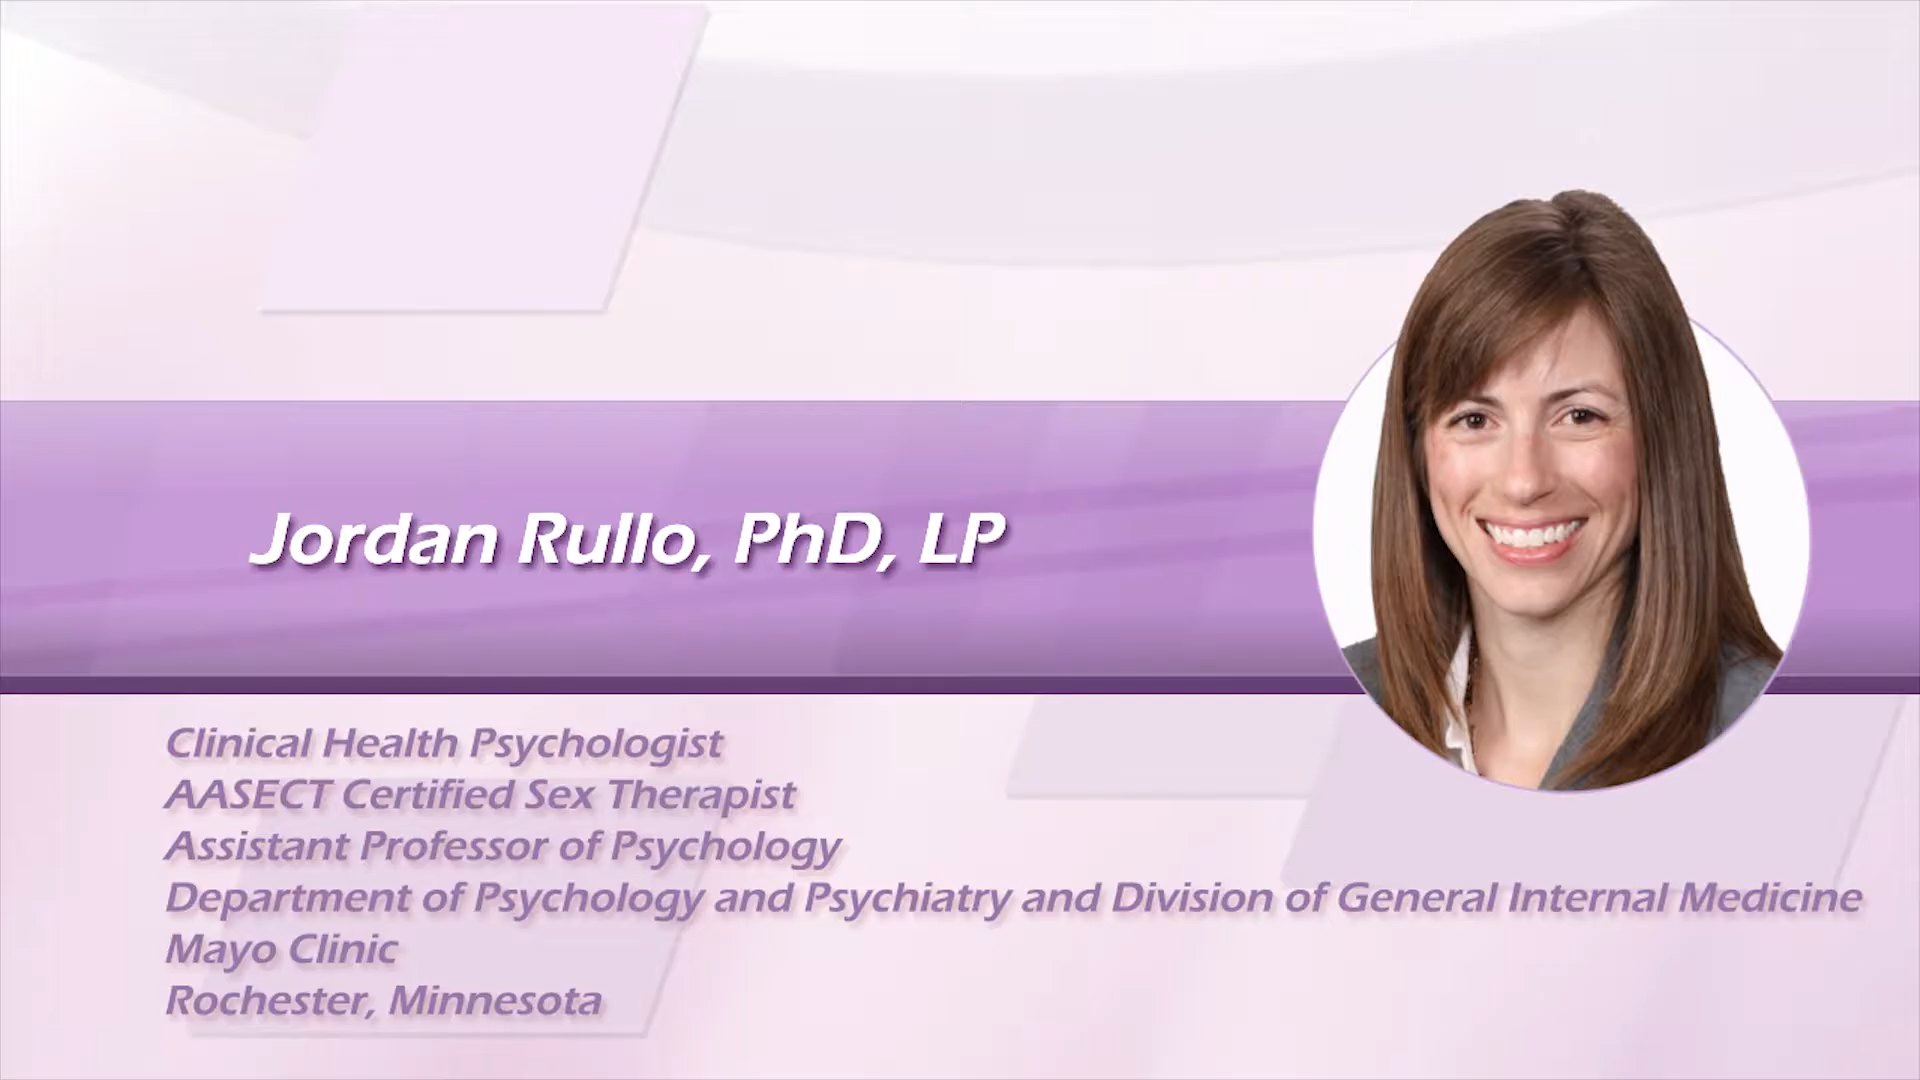 Jordan Rullo, PhD, LP
Clinical Health Psychologist
AASECT Certified Sex Therapist
Assistant Professor of Psychology
Department of Psychology and Psychiatry and Division of General Internal Medicine
Mayo Clinic
Rochester, Minnesota